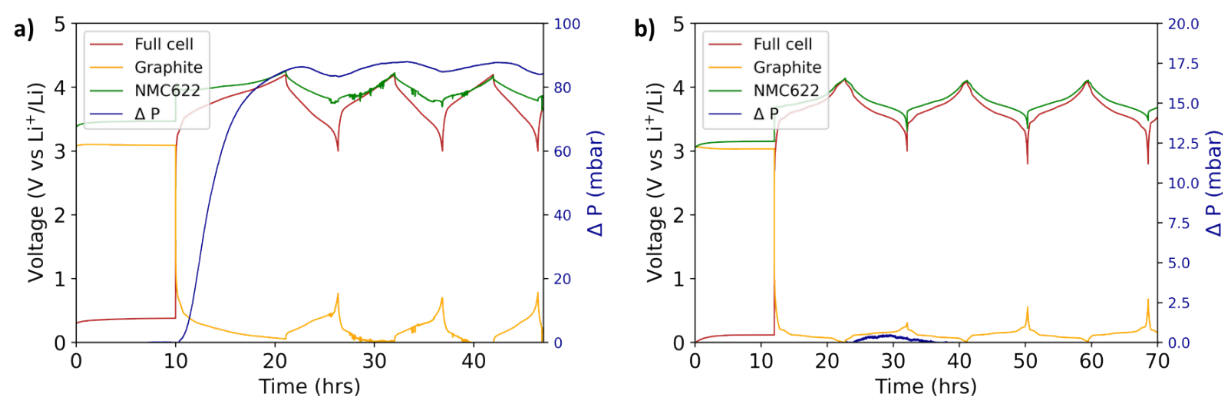 a)
Full cell
Graphite
NMC622
Δ P
Voltage (V vs Li⁺/Li)
5
4
3
2
1
0
0
10
20
30
40
Time (hrs)
100
80
60
40
20
0
Δ P (mbar)
b)
Full cell
Graphite
NMC622
Δ P
Voltage (V vs Li⁺/Li)
5
4
3
2
1
0
0
10
20
30
40
50
60
70
Time (hrs)
20.0
17.5
15.0
12.5
10.0
7.5
5.0
2.5
0.0
Δ P (mbar)